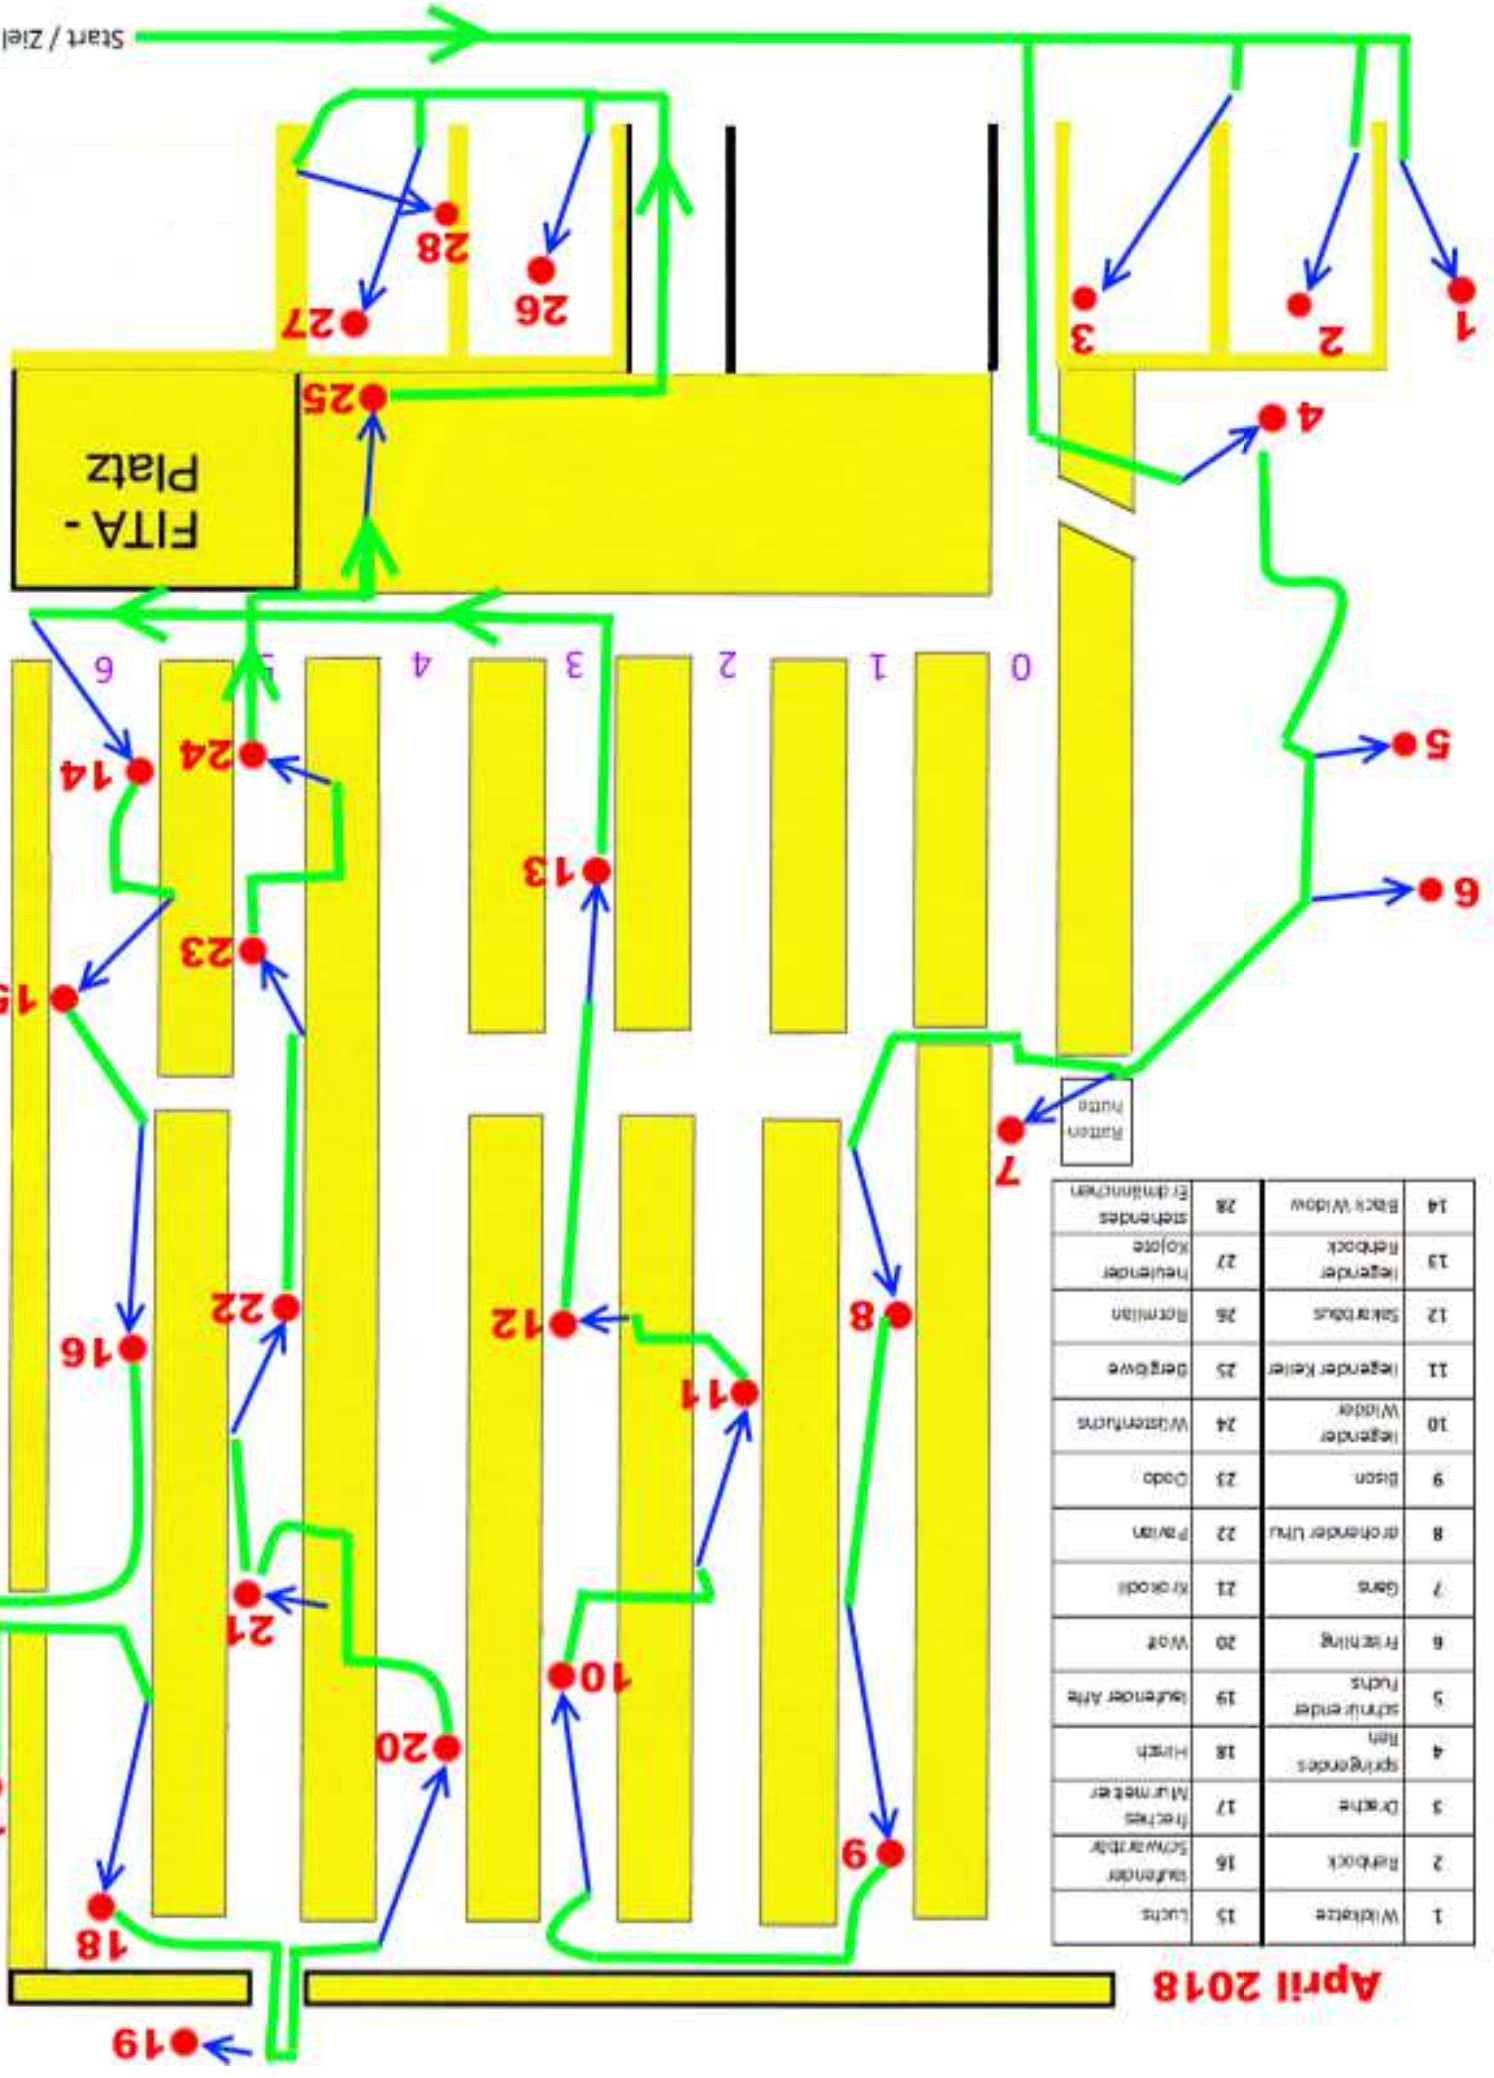 19
April 2018
1 Wildkatze 15 Luchs
2 Rehbock 16 laufender
Schwarzbär
3 Drache 17 freches
Murmeltier
4 springendes
Reh 18 Hirsch
5 schnürender
Fuchs 19 laufender Affe
6 Frischling 20 Wolf
7 Gans 21 Krokodil
8 drohender Uhu 22 Pavian
9 Bison 23 Dodo
10 liegender
Widder 24 Wüstenfuchs
11 liegender Keiler 25 Berglöwe
12 26 Rotmilan
13 liegender
Rehbock 27 heulender
Kojote
14 Black Widow 28 stehendes
Erdmännchen
18
9
20
10
21
11
16
12
8
22
7
Ratten-
hütte
15
23
6
13
14
24
5
0
1
2
3
4
6
FITA -
Platz
4
25
1
2
3
26
27
28
Start / Ziel